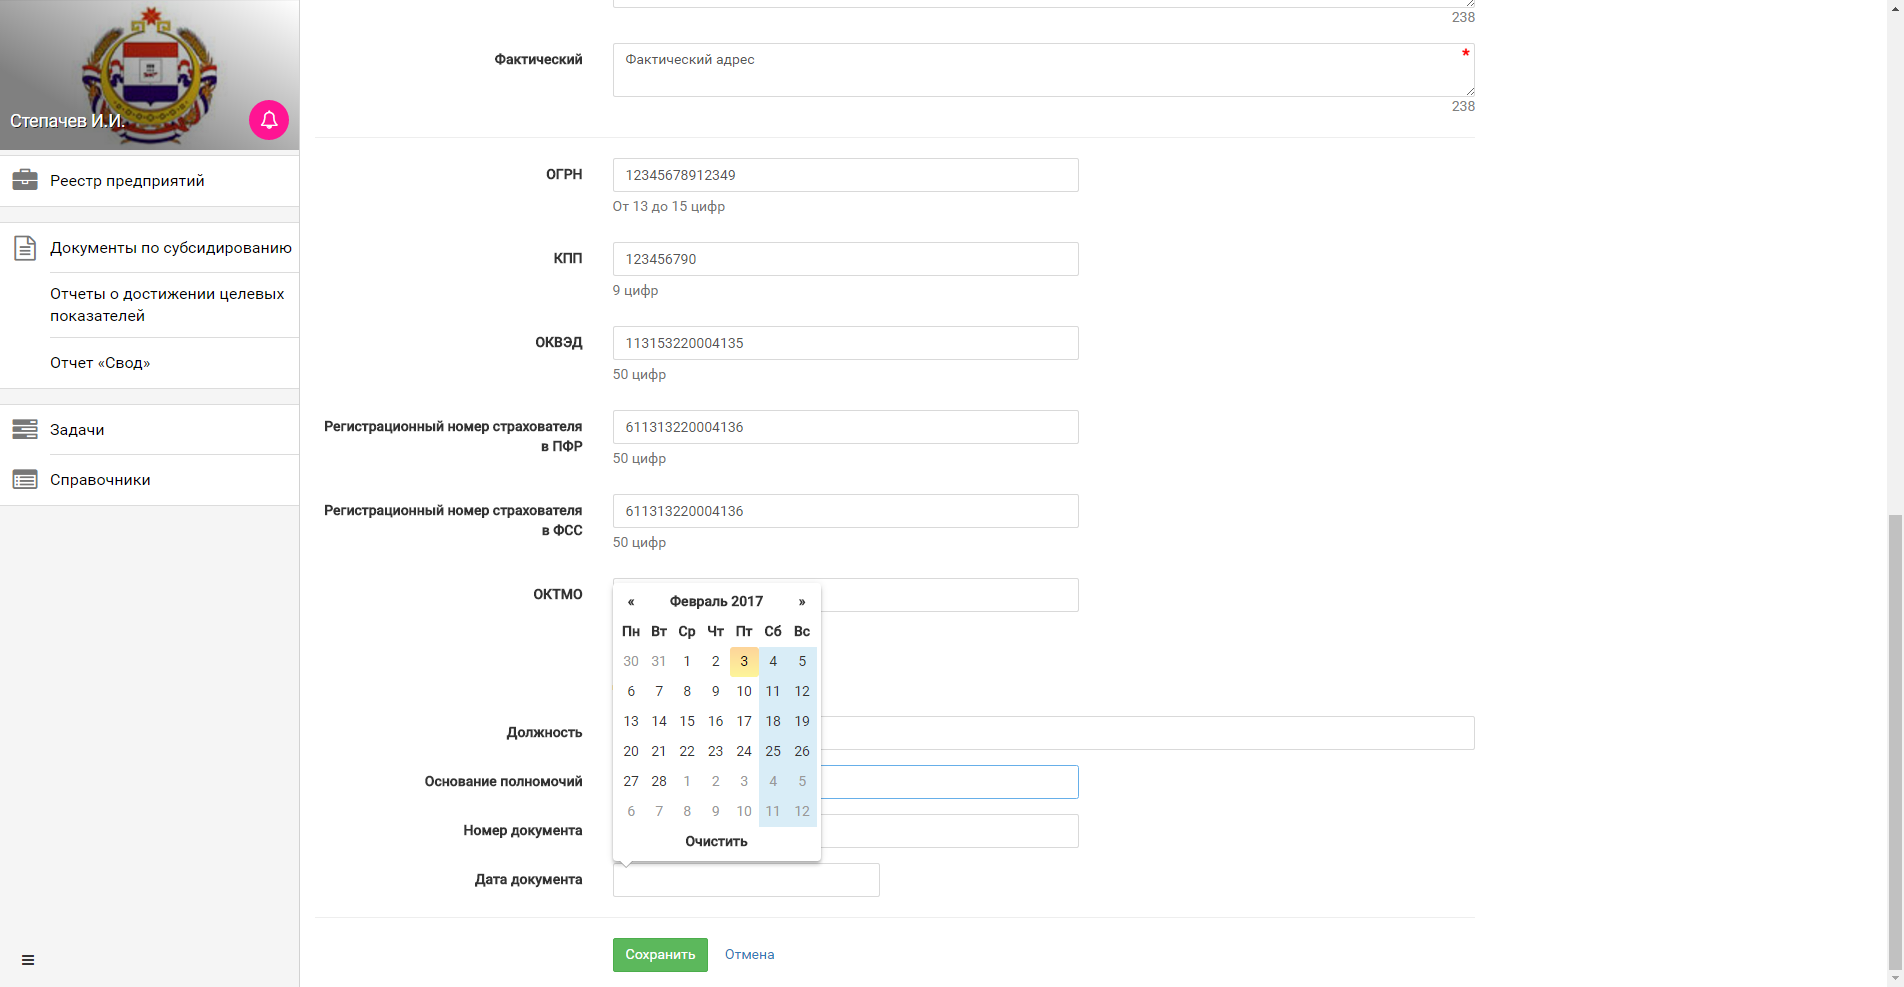 Степачев И.И.
Реестр предприятий
Документы по субсидированию
Отчеты о достижении целевых
показателей
Отчет «Свод»
Задачи
Справочники
238
Фактический
Фактический адрес
*
238
ОГРН
12345678912349
От 13 до 15 цифр
КПП
123456790
9 цифр
ОКВЭД
113153220004135
50 цифр
Регистрационный номер страхователя
в ПФР
611313220004136
50 цифр
Регистрационный номер страхователя
в ФСС
611313220004136
50 цифр
ОКТМО
« Февраль 2017 »
Пн Вт Ср Чт Пт Сб Вс
30 31 1 2 3 4 5
6 7 8 9 10 11 12
13 14 15 16 17 18 19
20 21 22 23 24 25 26
27 28 1 2 3 4 5
6 7 8 9 10 11 12
Очистить
Должность
Основание полномочий
Номер документа
Дата документа
Сохранить Отмена